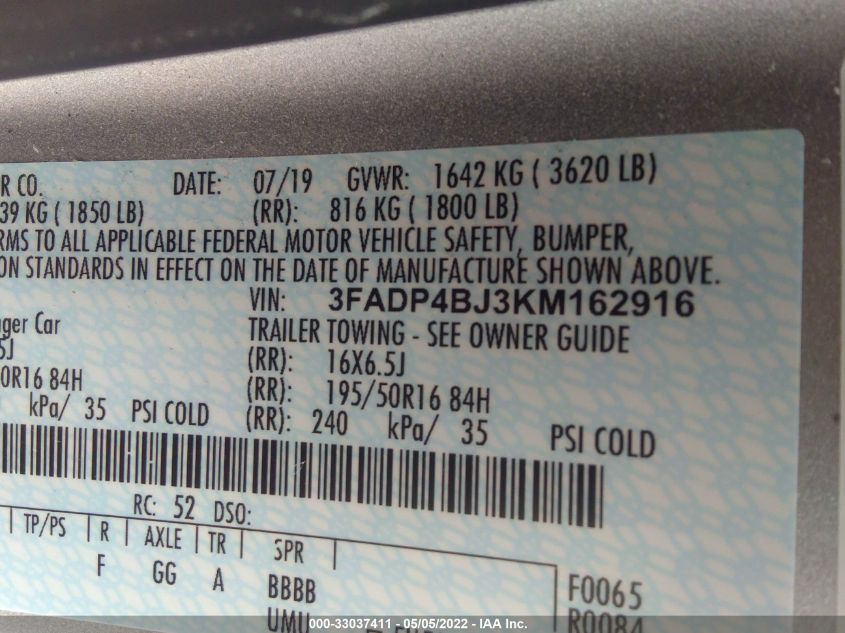 R CO. DATE: 07/19 GVWR: 1642 KG ( 3620 LB)
39 KG ( 1850 LB) (RR): 816 KG ( 1800 LB)
RMS TO ALL APPLICABLE FEDERAL MOTOR VEHICLE SAFETY, BUMPER,
ON STANDARDS IN EFFECT ON THE DATE OF MANUFACTURE SHOWN ABOVE.
VIN: 3FADP4BJ3KM162916
nger Car TRAILER TOWING - SEE OWNER GUIDE
5J (RR): 16X6.5J
0R16 84H (RR): 195/50R16 84H
kPa/ 35 PSI COLD (RR): 240 kPa/ 35 PSI COLD
RC: 52 DSO:
TP/PS R AXLE TR SPR
F GG A BBBB F0065
UMU R0084
000-33037411 - 05/05/2022 - IAA Inc.